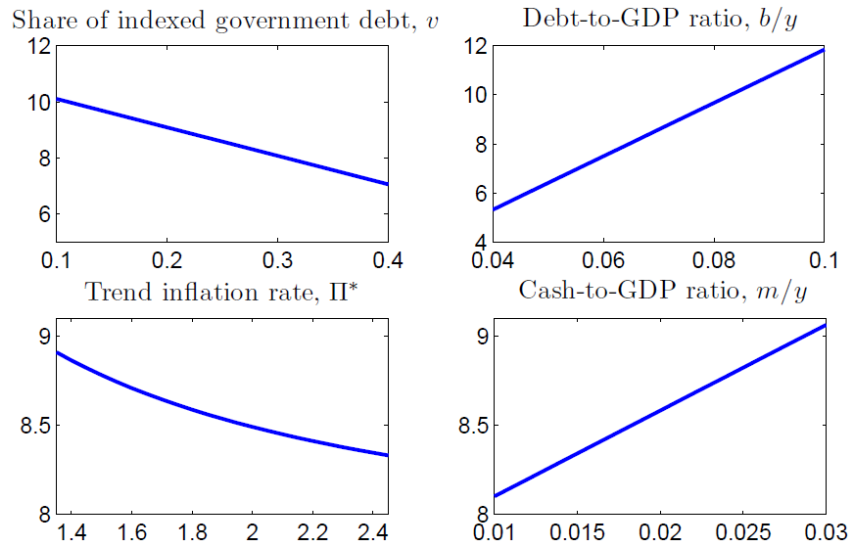 Share of indexed government debt, v
12
10
8
6
0.1 0.2 0.3 0.4
Debt-to-GDP ratio, b/y
12
10
8
6
4
0.04 0.06 0.08 0.1
Trend inflation rate, Π*
9
8.5
8
1.4 1.6 1.8 2 2.2 2.4
Cash-to-GDP ratio, m/y
9
8.5
8
0.01 0.015 0.02 0.025 0.03